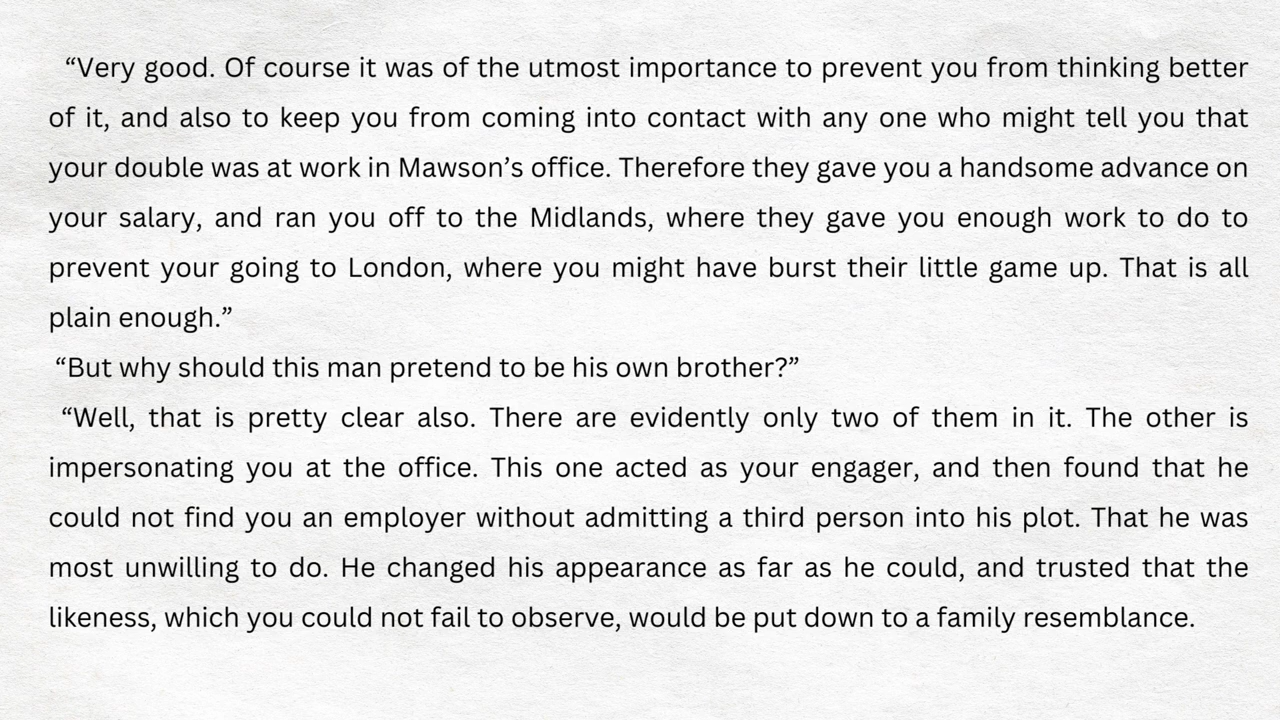 “Very good. Of course it was of the utmost importance to prevent you from thinking better
of it, and also to keep you from coming into contact with any one who might tell you that
your double was at work in Mawson’s office. Therefore they gave you a handsome advance on
your salary, and ran you off to the Midlands, where they gave you enough work to do to
prevent your going to London, where you might have burst their little game up. That is all
plain enough.”
“But why should this man pretend to be his own brother?”
“Well, that is pretty clear also. There are evidently only two of them in it. The other is
impersonating you at the office. This one acted as your engager, and then found that he
could not find you an employer without admitting a third person into his plot. That he was
most unwilling to do. He changed his appearance as far as he could, and trusted that the
likeness, which you could not fail to observe, would be put down to a family resemblance.